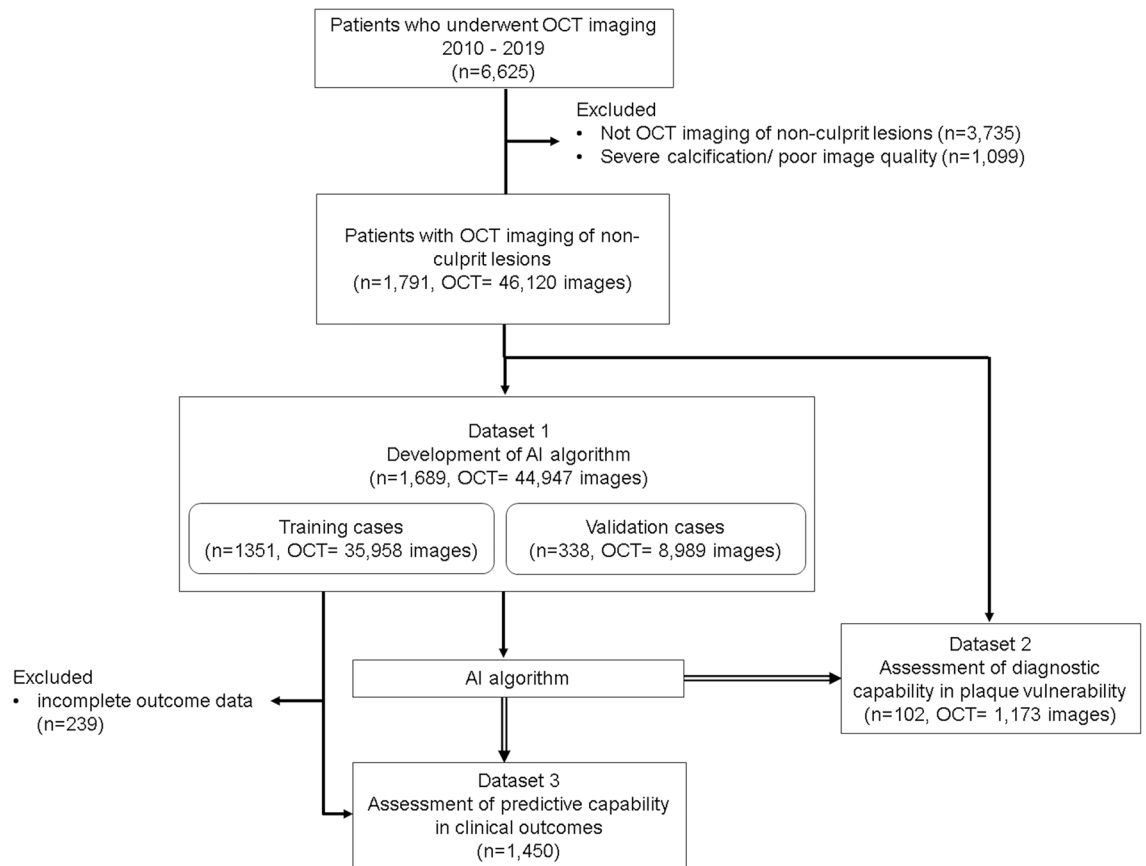 Patients who underwent OCT imaging
2010 - 2019
(n=6,625)
Excluded
• Not OCT imaging of non-culprit lesions (n=3,735)
• Severe calcification/ poor image quality (n=1,099)
Patients with OCT imaging of non-
culprit lesions
(n=1,791, OCT= 46,120 images)
Dataset 1
Development of AI algorithm
(n=1,689, OCT= 44,947 images)
Training cases
(n=1351, OCT= 35,958 images)
Validation cases
(n=338, OCT= 8,989 images)
Excluded
• incomplete outcome data
(n=239)
AI algorithm
Dataset 2
Assessment of diagnostic
capability in plaque vulnerability
(n=102, OCT= 1,173 images)
Dataset 3
Assessment of predictive capability
in clinical outcomes
(n=1,450)